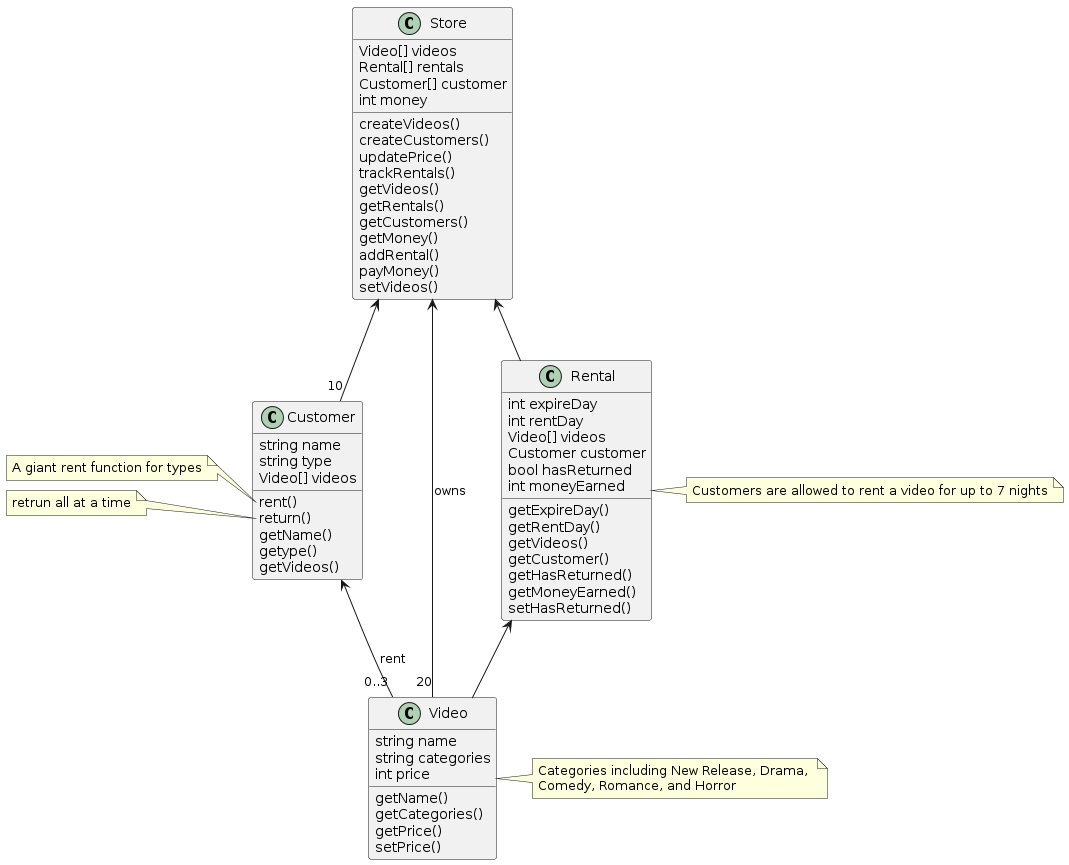 C Store
Video[] videos
Rental[] rentals
Customer[] customer
int money
createVideos()
createCustomers()
updatePrice()
trackRentals()
getVideos()
getRentals()
getCustomers()
getMoney()
addRental()
payMoney()
setVideos()
10
owns
C Customer
string name
string type
Video[] videos
rent()
return()
getName()
getype()
getVideos()
A giant rent function for types
retrun all at a time
C Rental
int expireDay
int rentDay
Video[] videos
Customer customer
bool hasReturned
int moneyEarned
getExpireDay()
getRentDay()
getVideos()
getCustomer()
getHasReturned()
getMoneyEarned()
setHasReturned()
Customers are allowed to rent a video for up to 7 nights
rent
0..3
20
C Video
string name
string categories
int price
getName()
getCategories()
getPrice()
setPrice()
Categories including New Release, Drama,
Comedy, Romance, and Horror